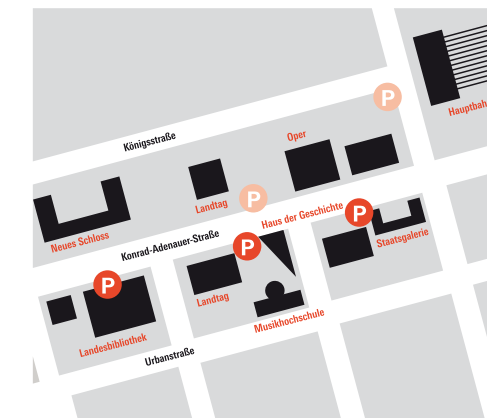 P
Hauptbah
Königsstraße
Oper
Landtag
P
Haus der Geschichte
P
Neues Schloss
Konrad-Adenauer-Straße
P
Staatsgalerie
P
Landtag
Musikhochschule
Landesbibliothek
Urbanstraße